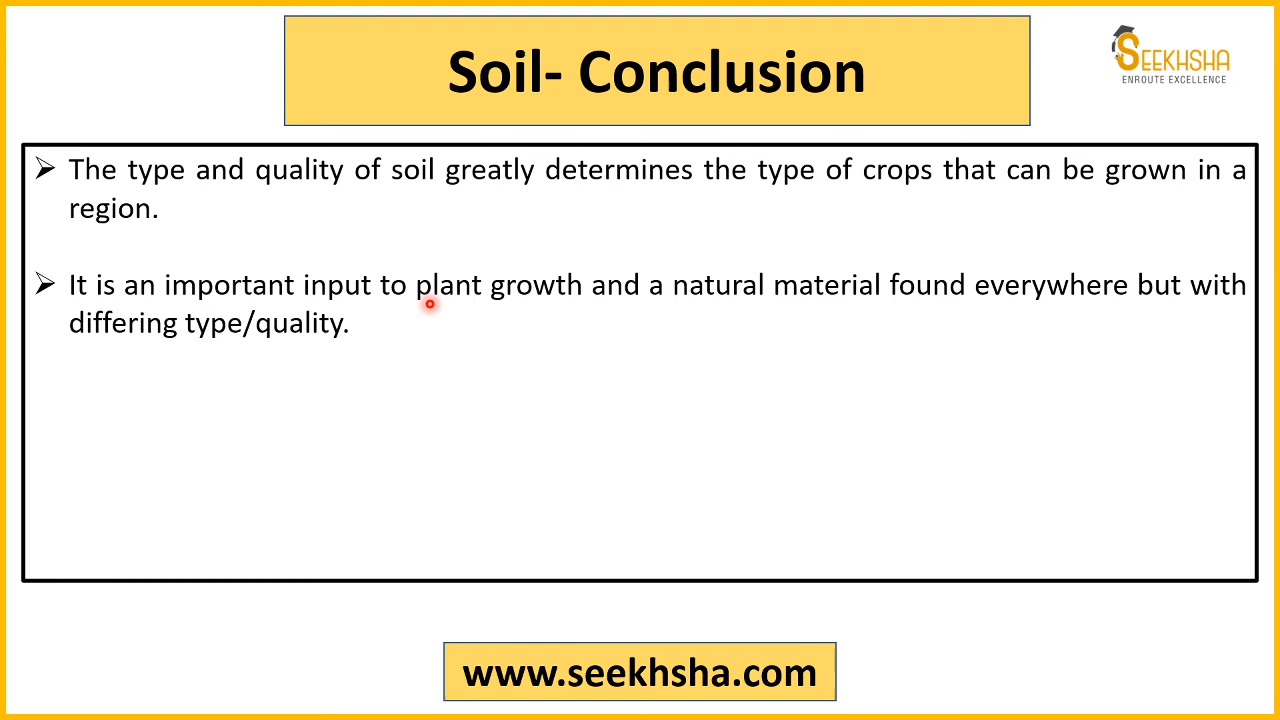 Soil- Conclusion
SEEKHSHA
ENROUTE EXCELLENCE
➢ The type and quality of soil greatly determines the type of crops that can be grown in a
region.
➢ It is an important input to plant growth and a natural material found everywhere but with
differing type/quality.
www.seekhsha.com